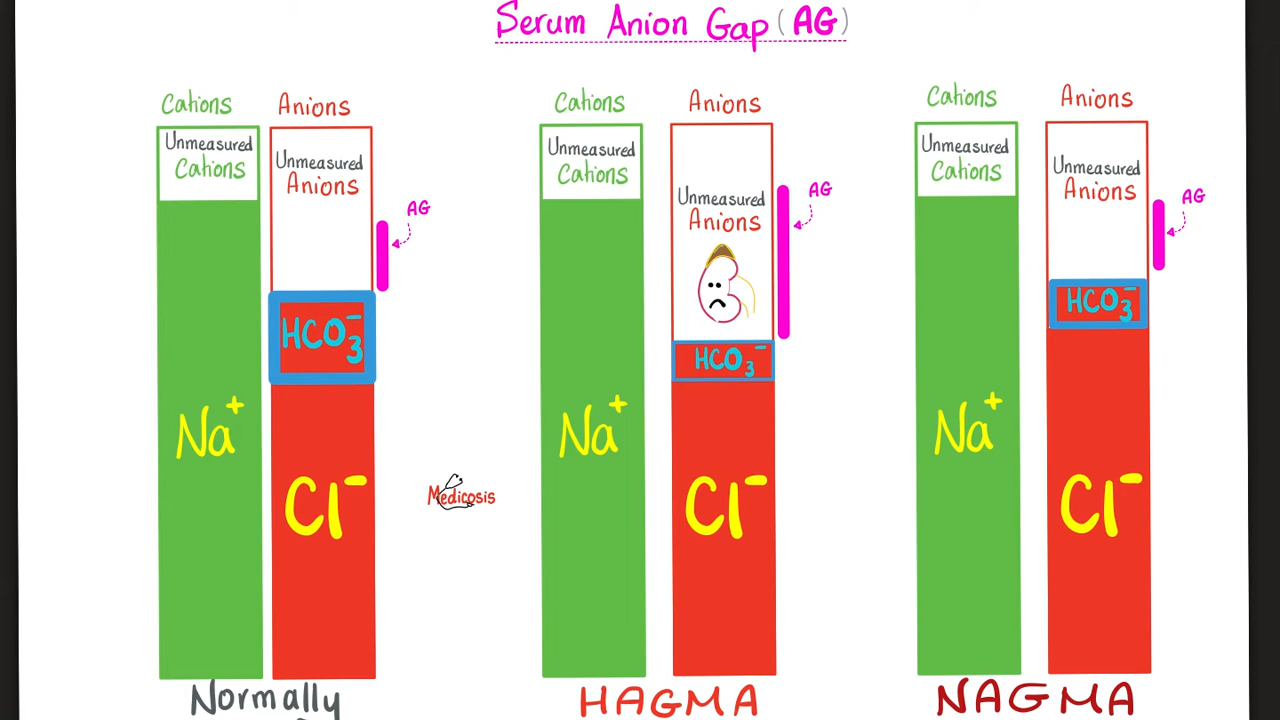 Serum Anion Gap (AG)
Cations
Anions
Unmeasured
Cations
Unmeasured
Anions
AG
HCO3−
Na+
Cl−
Normally
Medicosis
Cations
Anions
Unmeasured
Cations
Unmeasured
Anions
AG
HCO3−
Na+
Cl−
HAGMA
Cations
Anions
Unmeasured
Cations
Unmeasured
Anions
AG
HCO3−
Na+
Cl−
NAGMA